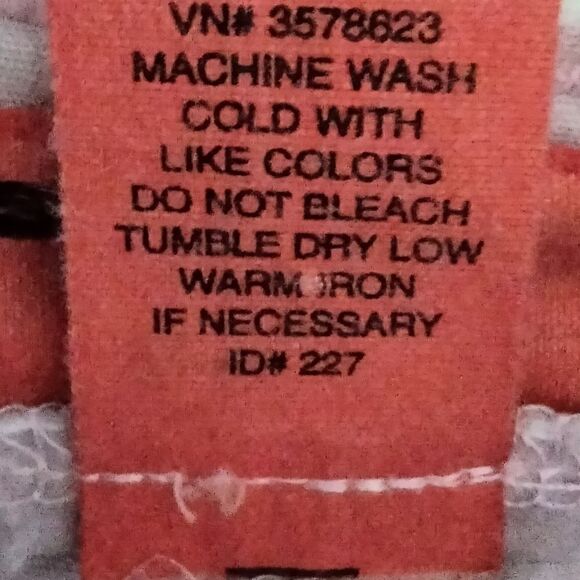 VN# 3578623
MACHINE WASH
COLD WITH
LIKE COLORS
DO NOT BLEACH
TUMBLE DRY LOW
WARM IRON
IF NECESSARY
ID# 227